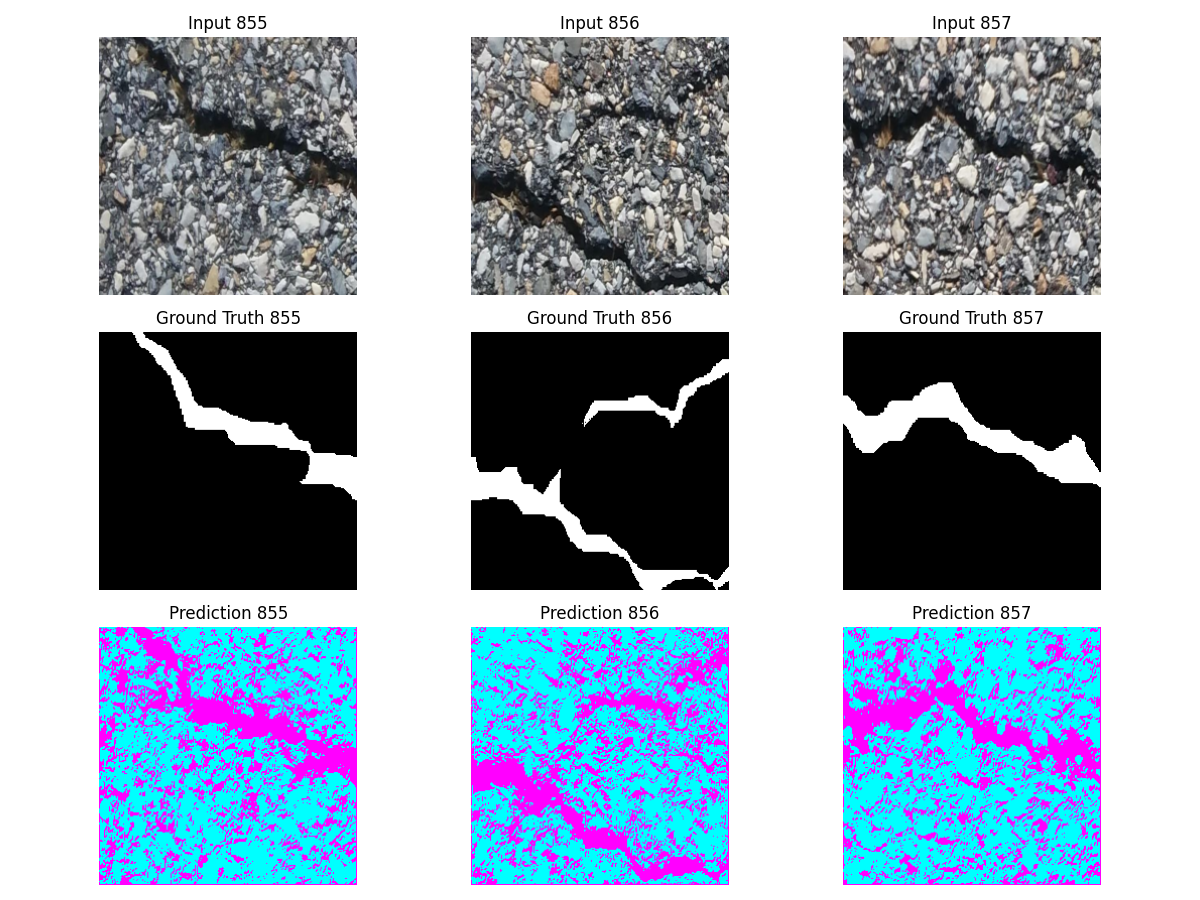 Input 855
Input 856
Input 857
Ground Truth 855
Ground Truth 856
Ground Truth 857
Prediction 855
Prediction 856
Prediction 857